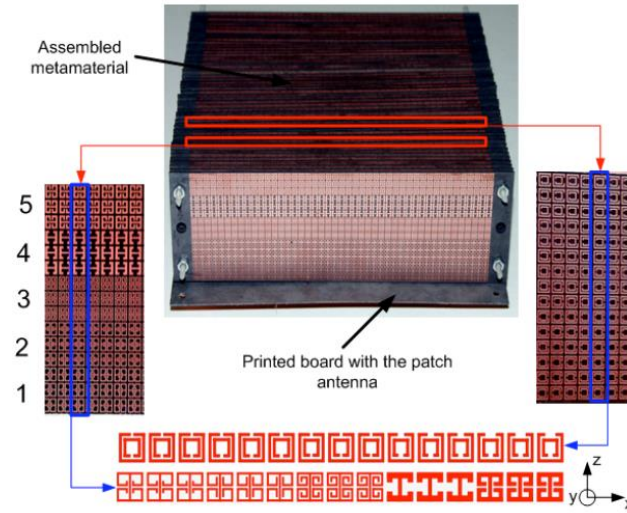 Assembled
metamaterial
5
4
3
2
1
Printed board with the patch
antenna
z
y
x